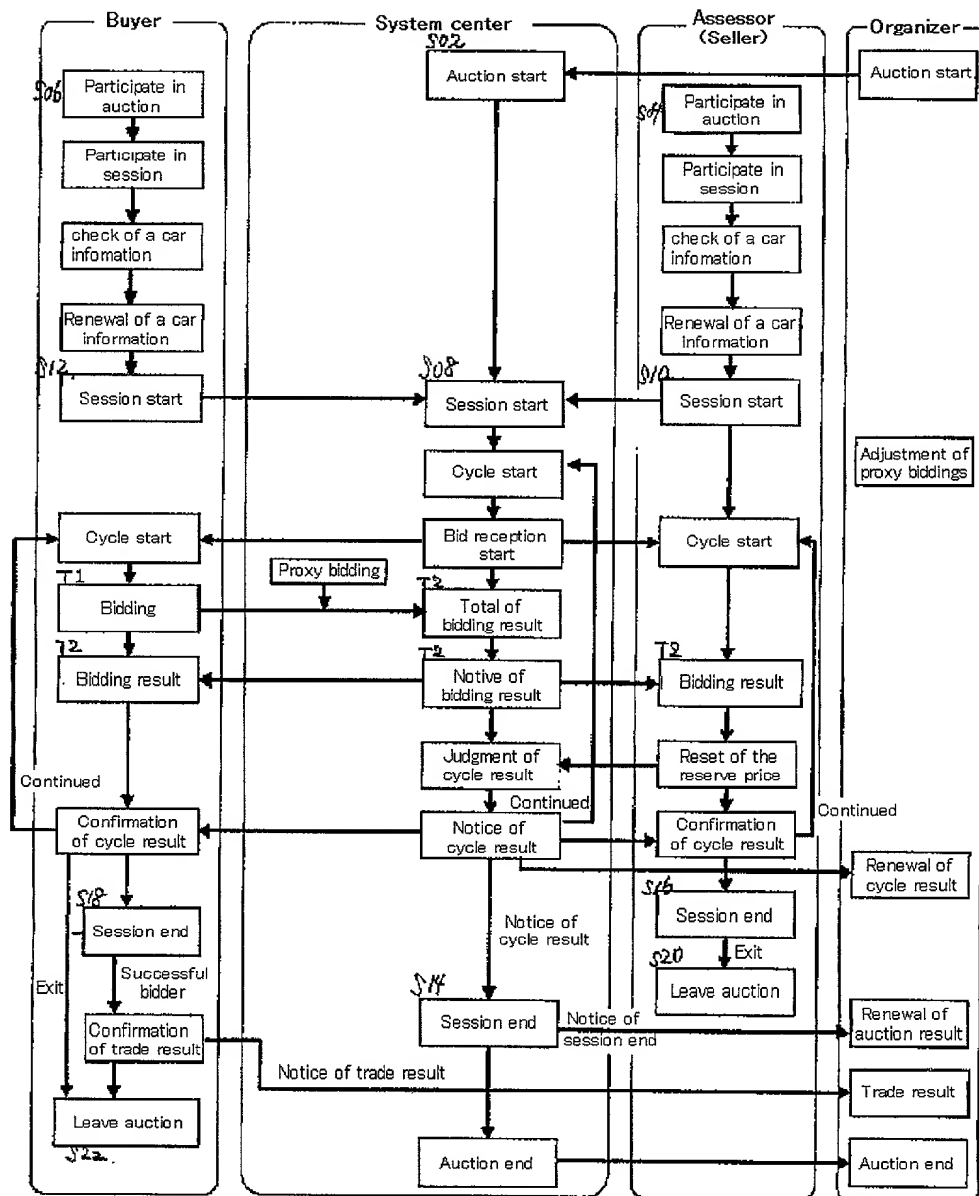 Buyer
System center
Assessor
(Seller)
Organizer
S06
Participate in
auction
Participate in
session
check of a car
infomation
Renewal of a car
information
S12
Session start
Cycle start
T1
Bidding
T2
Bidding result
Continued
Confirmation
of cycle result
S18
Session end
Exit
Successful
bidder
Confirmation
of trade result
Leave auction
S22
S02
Auction start
S08
Session start
Cycle start
Bid reception
start
Proxy bidding
T2
Total of
bidding result
T2
Notice of
bidding result
Judgment of
cycle result
Continued
Notice of
cycle result
Notice of
cycle result
S14
Session end
Notice of
session end
Notice of trade result
Auction end
S04
Participate in
auction
Participate in
session
check of a car
infomation
Renewal of a car
information
S10
Session start
Cycle start
T2
Bidding result
Reset of the
reserve price
Confirmation
of cycle result
Continued
S16
Session end
Exit
S20
Leave auction
Auction start
Adjustment of
proxy biddings
Renewal of
cycle result
Renewal of
auction result
Trade result
Auction end